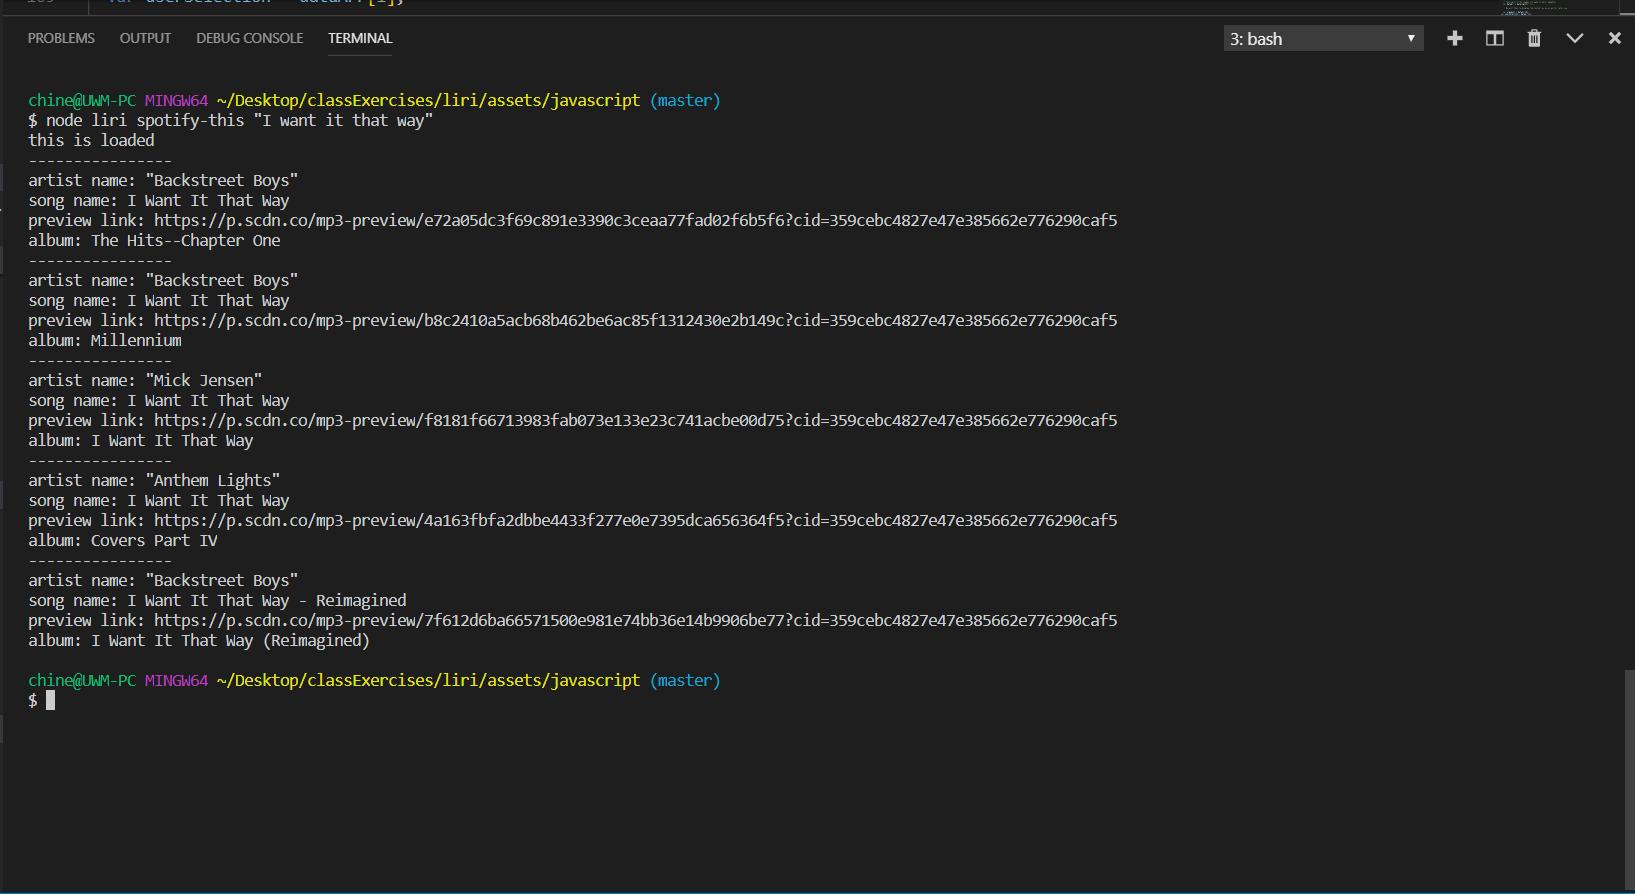 var userSelection = dataArr[1];
PROBLEMS OUTPUT DEBUG CONSOLE TERMINAL 3: bash
chine@UWM-PC MINGW64 ~/Desktop/classExercises/liri/assets/javascript (master)
$ node liri spotify-this "I want it that way"
this is loaded
----------------
artist name: "Backstreet Boys"
song name: I Want It That Way
preview link: https://p.scdn.co/mp3-preview/e72a05dc3f69c891e3390c3ceaa77fad02f6b5f6?cid=359cebc4827e47e385662e776290caf5
album: The Hits--Chapter One
----------------
artist name: "Backstreet Boys"
song name: I Want It That Way
preview link: https://p.scdn.co/mp3-preview/b8c2410a5acb68b462be6ac85f1312430e2b149c?cid=359cebc4827e47e385662e776290caf5
album: Millennium
----------------
artist name: "Mick Jensen"
song name: I Want It That Way
preview link: https://p.scdn.co/mp3-preview/f8181f66713983fab073e133e23c741acbe00d75?cid=359cebc4827e47e385662e776290caf5
album: I Want It That Way
----------------
artist name: "Anthem Lights"
song name: I Want It That Way
preview link: https://p.scdn.co/mp3-preview/4a163fbfa2dbbe4433f277e0e7395dca656364f5?cid=359cebc4827e47e385662e776290caf5
album: Covers Part IV
----------------
artist name: "Backstreet Boys"
song name: I Want It That Way - Reimagined
preview link: https://p.scdn.co/mp3-preview/7f612d6ba66571500e981e74bb36e14b9906be77?cid=359cebc4827e47e385662e776290caf5
album: I Want It That Way (Reimagined)
chine@UWM-PC MINGW64 ~/Desktop/classExercises/liri/assets/javascript (master)
$